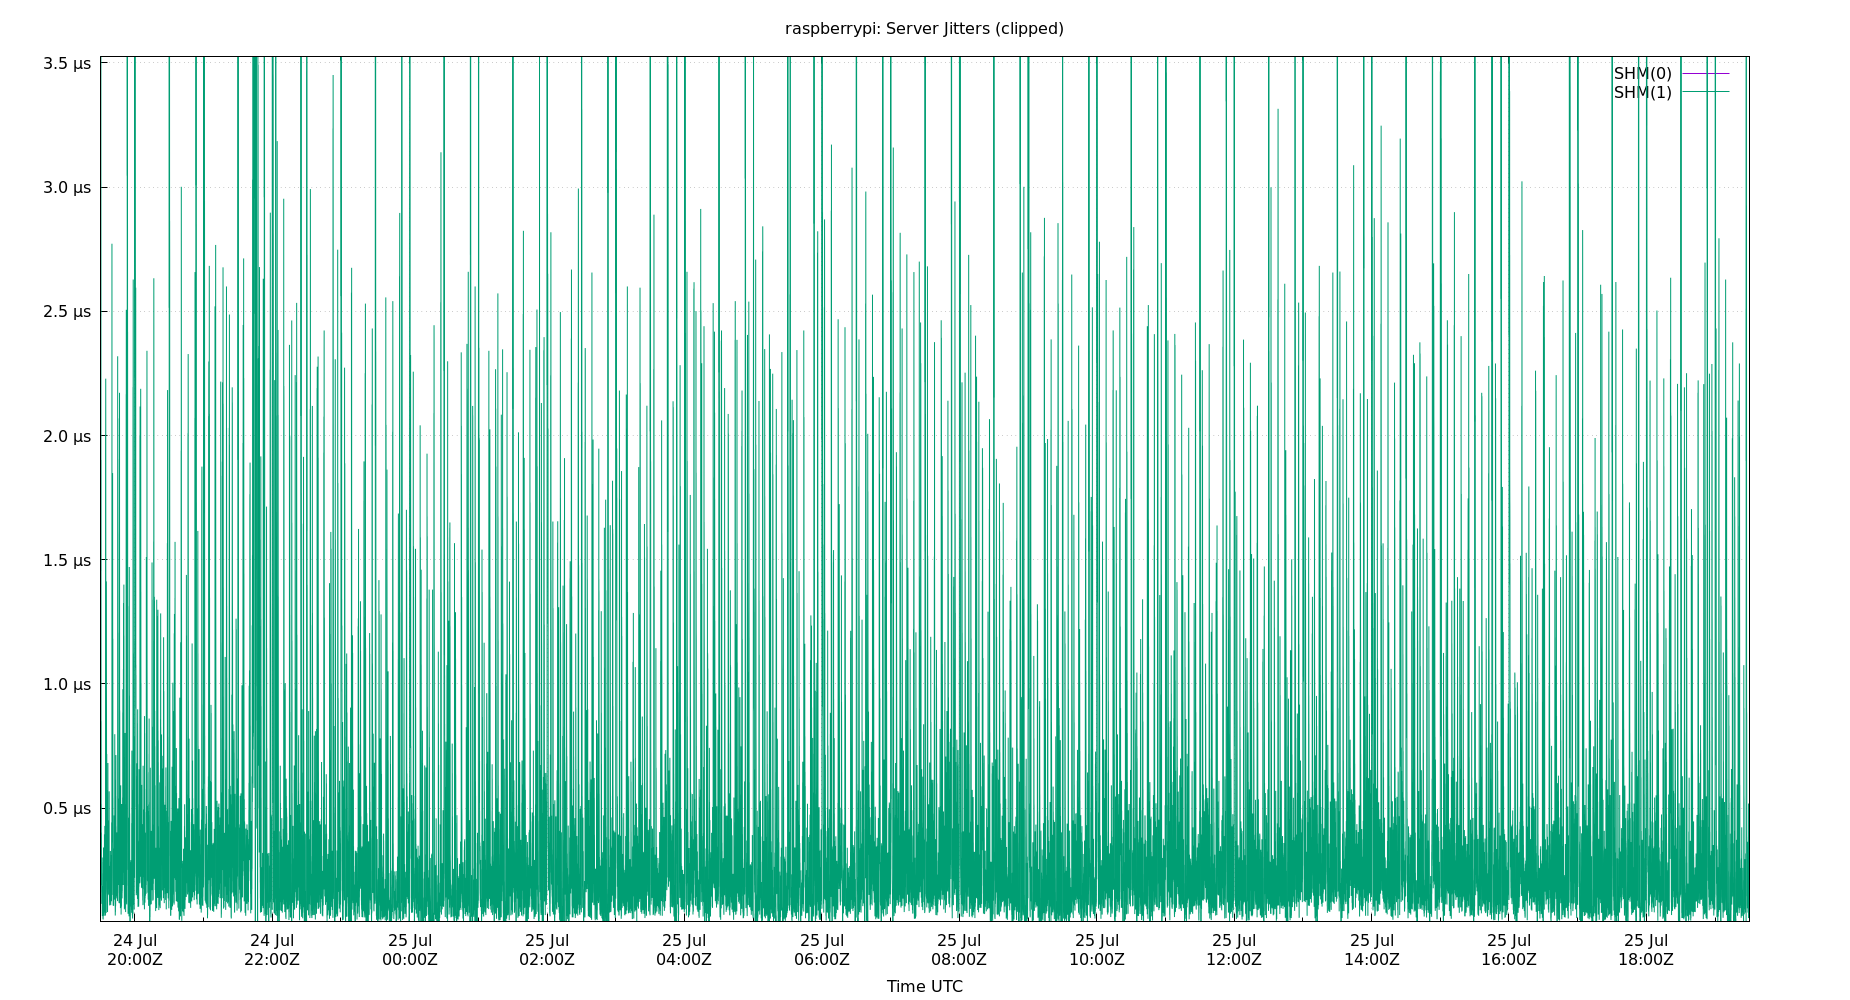 raspberrypi: Server Jitters (clipped)
3.5 µs
3.0 µs
2.5 µs
2.0 µs
1.5 µs
1.0 µs
0.5 µs
SHM(0)
SHM(1)
24 Jul 24 Jul 25 Jul 25 Jul 25 Jul 25 Jul 25 Jul 25 Jul 25 Jul 25 Jul 25 Jul 25 Jul
20:00Z 22:00Z 00:00Z 02:00Z 04:00Z 06:00Z 08:00Z 10:00Z 12:00Z 14:00Z 16:00Z 18:00Z
Time UTC